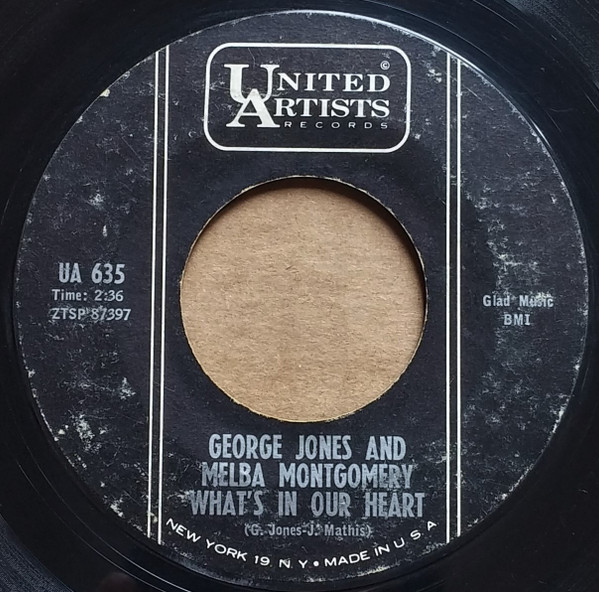 UNITED
ARTISTS
RECORDS
©
UA 635
Time: 2:36
ZTSP 87397
Glad Music
BMI
GEORGE JONES AND
MELBA MONTGOMERY
WHAT'S IN OUR HEART
(G. Jones-J. Mathis)
NEW YORK 19 N Y • MADE IN U S A